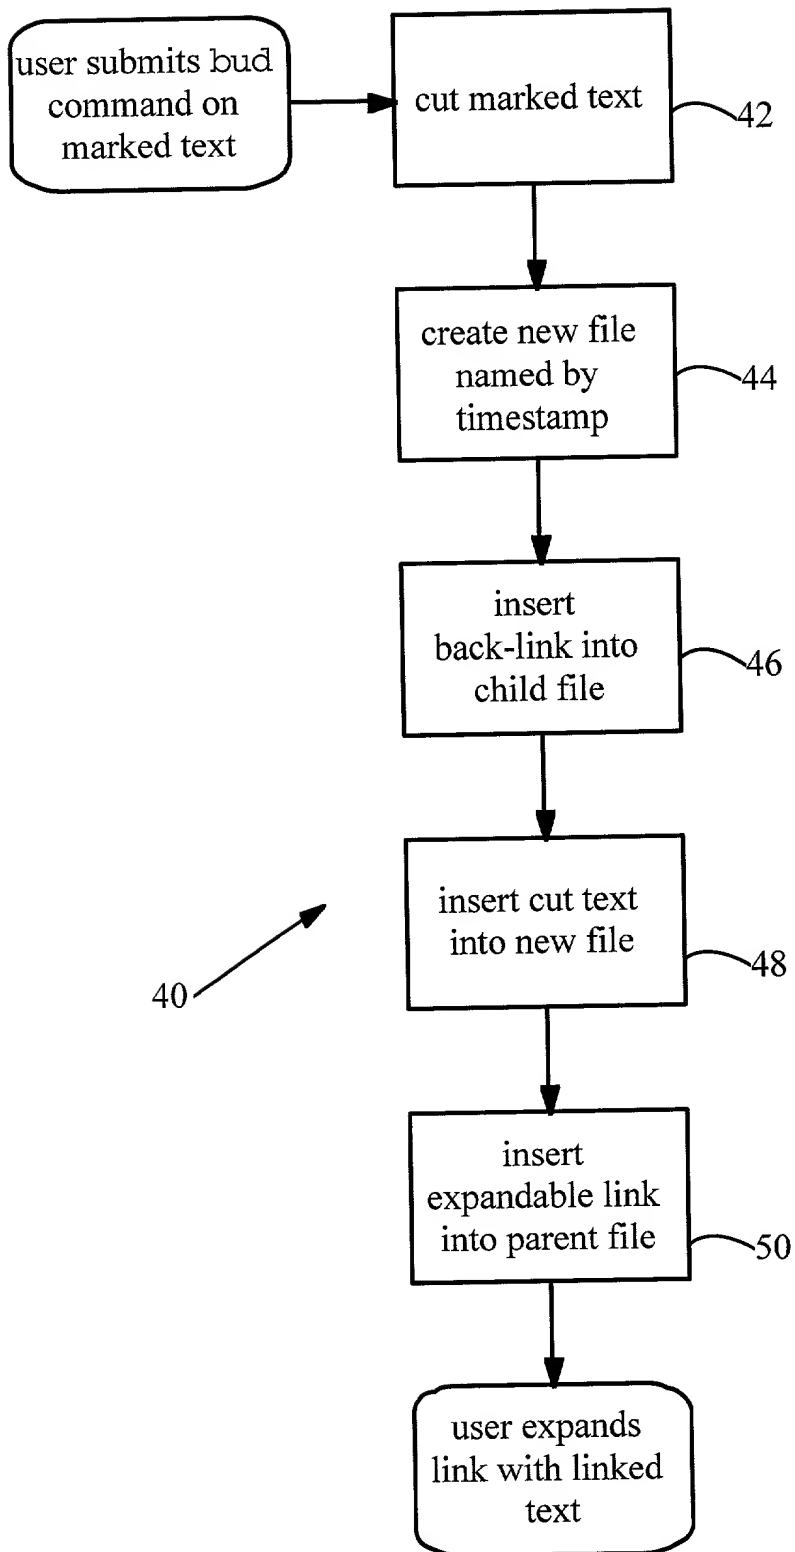 user submits bud
command on
marked text
cut marked text
42
create new file
named by
timestamp
44
insert
back-link into
child file
46
insert cut text
into new file
48
40
insert
expandable link
into parent file
50
user expands
link with linked
text